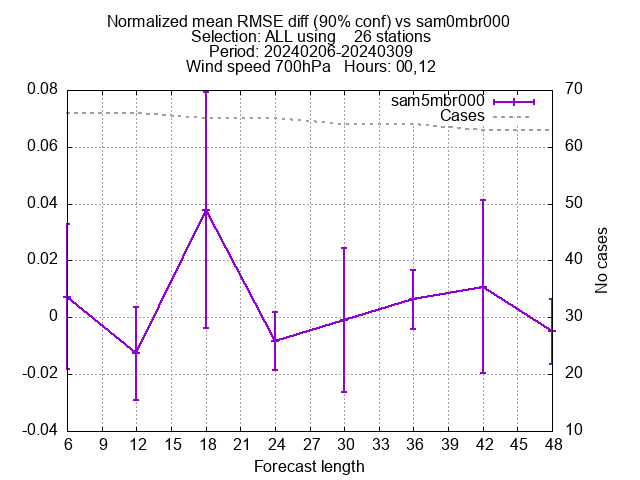 Normalized mean RMSE diff (90% conf) vs sam0mbr000
Selection: ALL using    26 stations
Period: 20240206-20240309
Wind speed 700hPa   Hours: 00,12
sam5mbr000
Cases
0.08
0.06
0.04
0.02
0
-0.02
-0.04
70
60
50
40
30
20
10
No cases
6 9 12 15 18 21 24 27 30 33 36 39 42 45 48
Forecast length